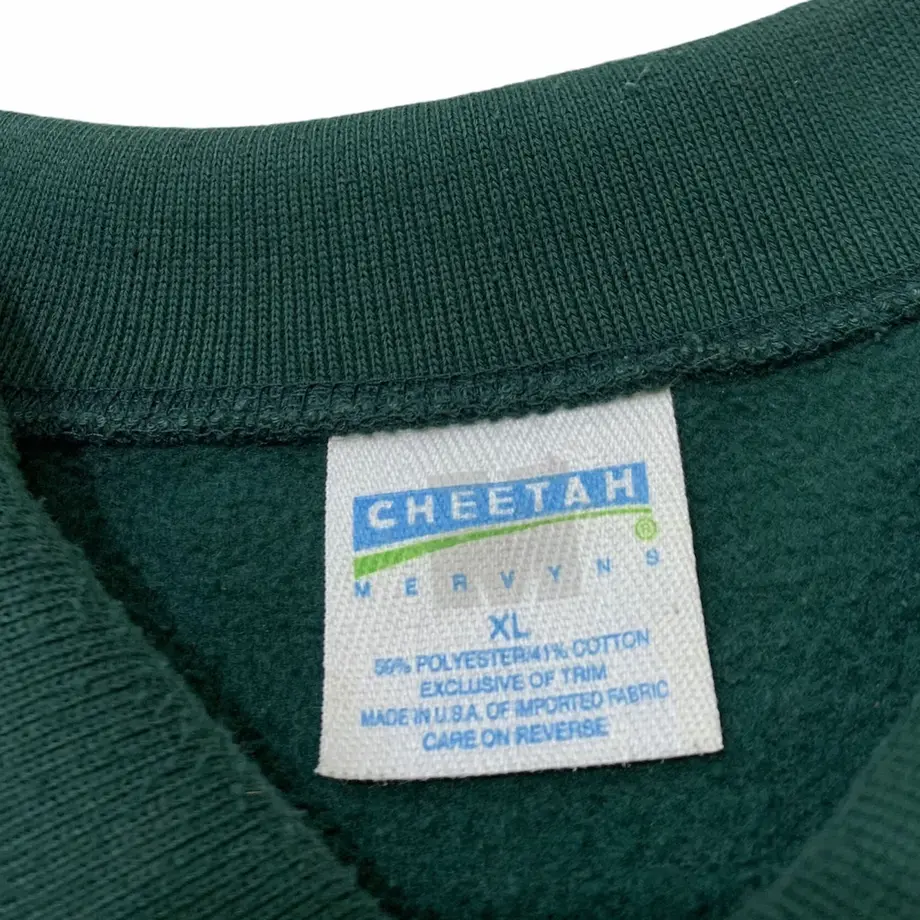 CHEETAH
®
MERVYNS
XL
59% POLYESTER/41% COTTON
EXCLUSIVE OF TRIM
MADE IN U.S.A. OF IMPORTED FABRIC
CARE ON REVERSE